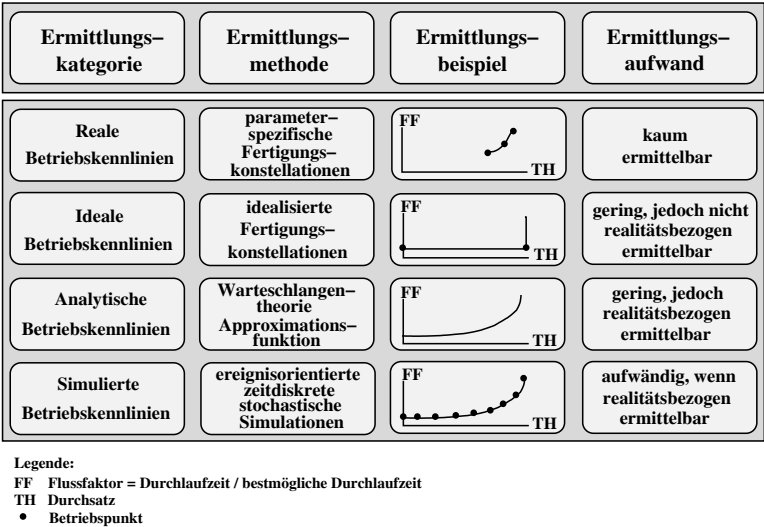 Ermittlungs–
kategorie
Ermittlungs–
methode
Ermittlungs–
beispiel
Ermittlungs–
aufwand
Reale
Betriebskennlinien
parameter–
spezifische
Fertigungs–
konstellationen
FF
TH
kaum
ermittelbar
Ideale
Betriebskennlinien
idealisierte
Fertigungs–
konstellationen
FF
TH
gering, jedoch nicht
realitätsbezogen
ermittelbar
Analytische
Betriebskennlinien
Warteschlangen–
theorie
Approximations–
funktion
FF
TH
gering, jedoch
realitätsbezogen
ermittelbar
Simulierte
Betriebskennlinien
ereignisorientierte
zeitdiskrete
stochastische
Simulationen
FF
TH
aufwändig, wenn
realitätsbezogen
ermittelbar
Legende:
FF Flussfaktor = Durchlaufzeit / bestmögliche Durchlaufzeit
TH Durchsatz
• Betriebspunkt